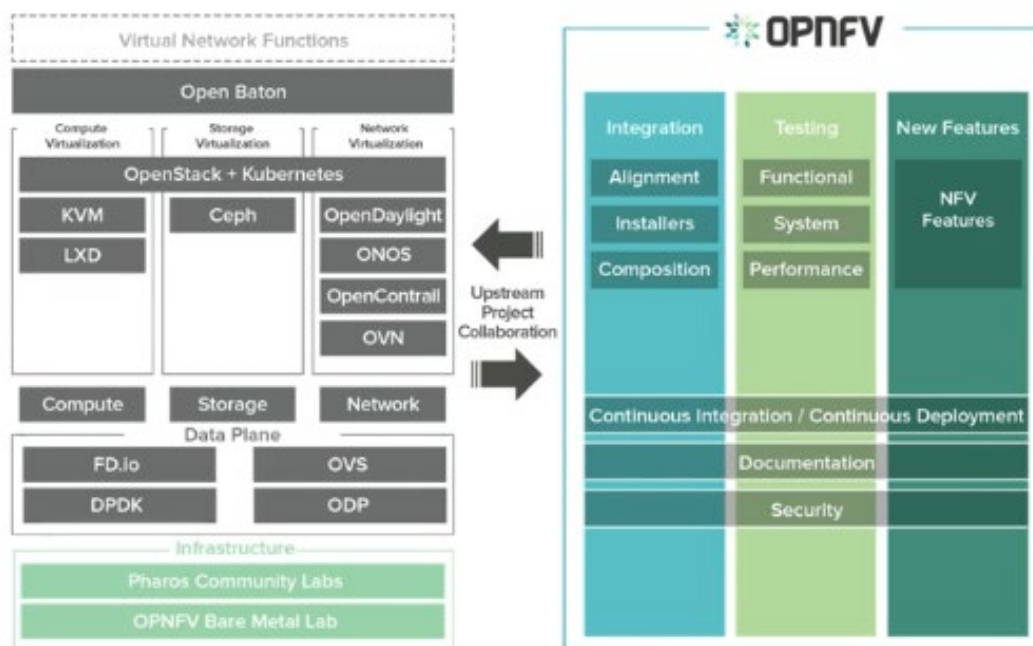 Virtual Network Functions
Open Baton
Compute
Virtualization
Storage
Virtualization
Network
Virtualization
OpenStack + Kubernetes
KVM
Ceph
OpenDaylight
LXD
ONOS
OpenContrail
OVN
Compute
Storage
Network
Data Plane
FD.io
OVS
DPDK
ODP
Infrastructure
Pharos Community Labs
OPNFV Bare Metal Lab
Upstream
Project
Collaboration
OPNFV
Integration
Testing
New Features
Alignment
Functional
NFV
Features
Installers
System
Composition
Performance
Continuous Integration / Continuous Deployment
Documentation
Security